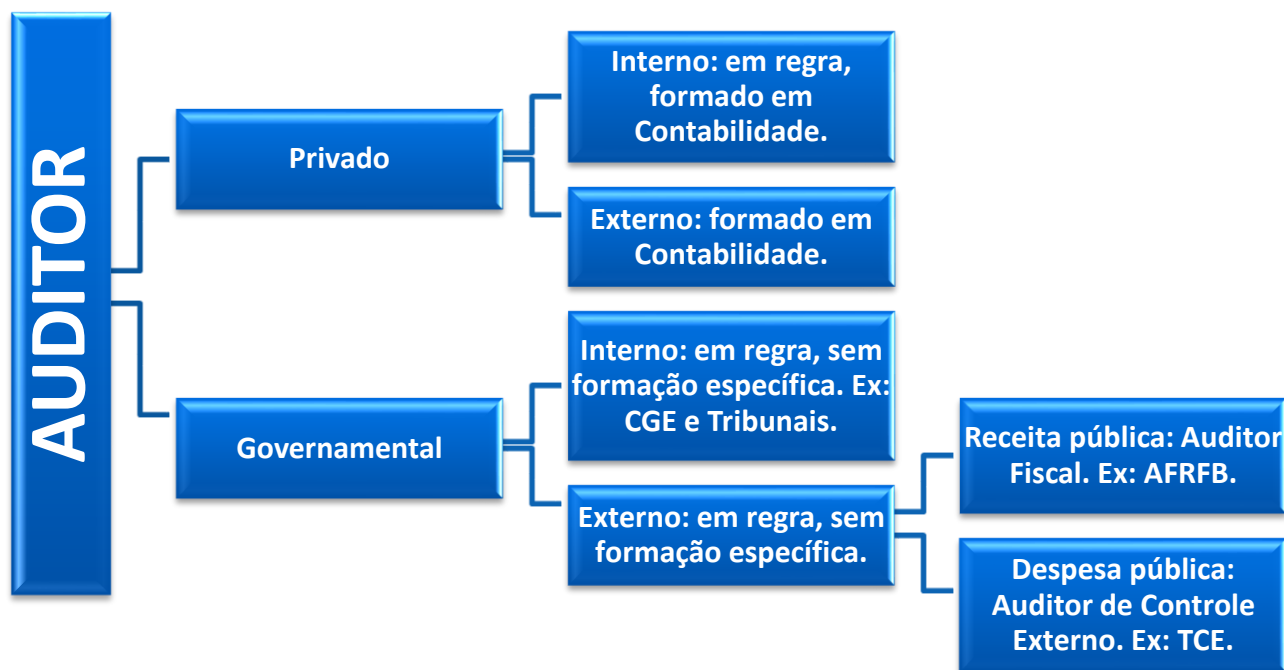 AUDITOR
Privado
Interno: em regra,
formado em
Contabilidade.
Externo: formado em
Contabilidade.
Governamental
Interno: em regra, sem
formação específica. Ex:
CGE e Tribunais.
Externo: em regra, sem
formação específica.
Receita pública: Auditor
Fiscal. Ex: AFRFB.
Despesa pública:
Auditor de Controle
Externo. Ex: TCE.